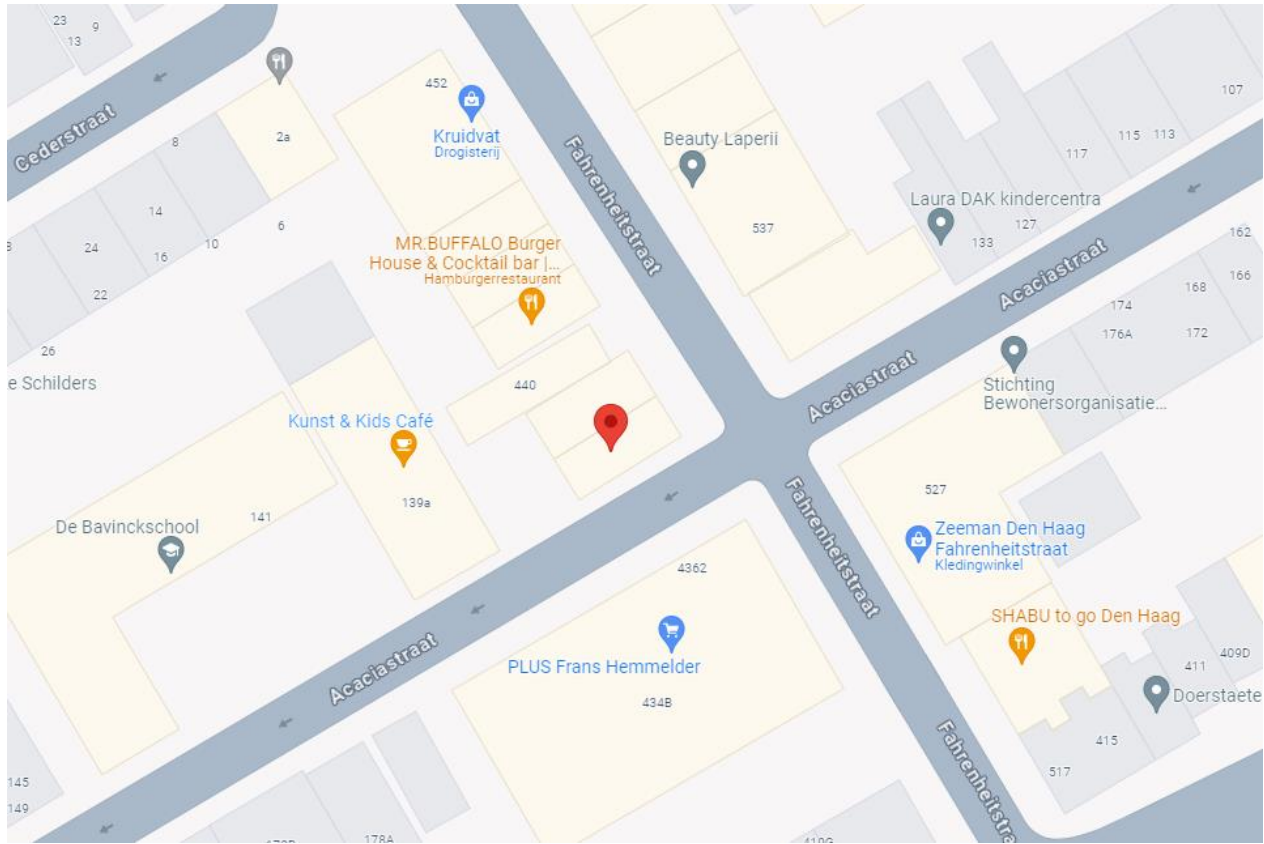 23
9
13
Cederstraat
8
2a
452
Kruidvat
Drogisterij
Fahrenheitstraat
Beauty Laperii
107
115
113
117
Laura DAK kindercentra
127
133
537
14
24
16
10
6
22
26
MR.BUFFALO Burger
House & Cocktail bar |...
Hamburgerrestaurant
Acaciastraat
162
166
168
174
176A
172
e Schilders
440
Acaciastraat
Stichting
Bewonersorganisatie...
Kunst & Kids Café
139a
141
De Bavinckschool
527
Zeeman Den Haag
Fahrenheitstraat
Kledingwinkel
Fahrenheitstraat
4362
PLUS Frans Hemmelder
434B
SHABU to go Den Haag
409D
411
Doerstaete
415
517
Acaciastraat
Fahrenheitstra
145
149
178A